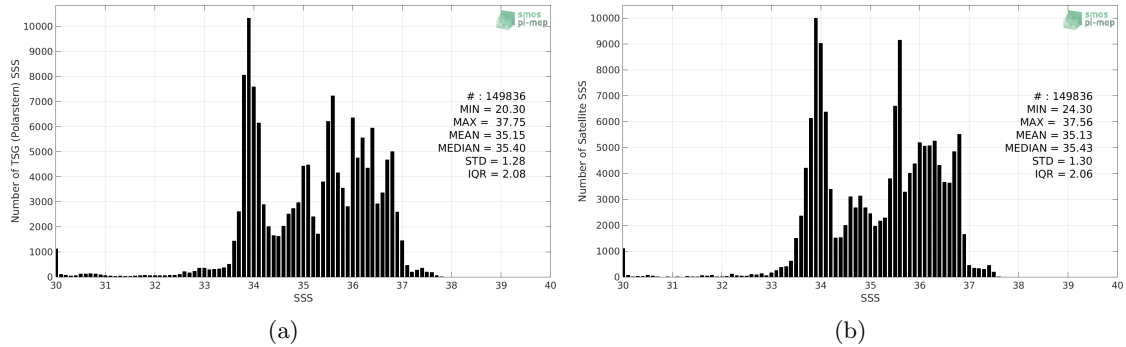 smos
pi-mep
10000
9000
8000
7000
6000
5000
4000
3000
2000
1000
0
Number of TSG (Polarstern) SSS
# : 149836
MIN = 20.30
MAX = 37.75
MEAN = 35.15
MEDIAN = 35.40
STD = 1.28
IQR = 2.08
30 31 32 33 34 35 36 37 38 39 40
SSS
(a)
smos
pi-mep
10000
9000
8000
7000
6000
5000
4000
3000
2000
1000
0
Number of Satellite SSS
# : 149836
MIN = 24.30
MAX = 37.56
MEAN = 35.13
MEDIAN = 35.43
STD = 1.30
IQR = 2.06
30 31 32 33 34 35 36 37 38 39 40
SSS
(b)